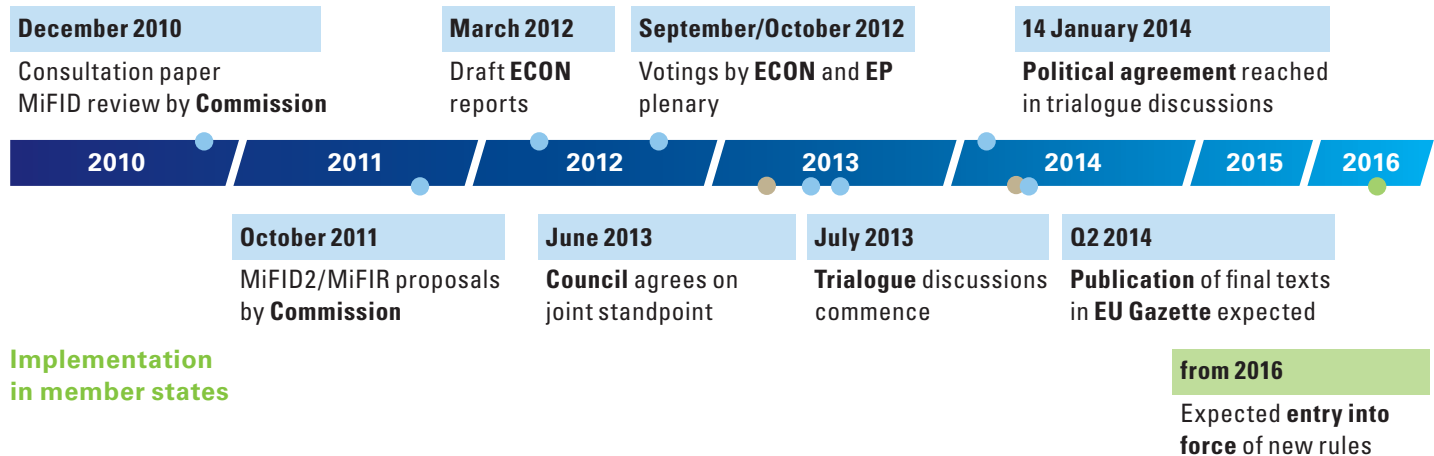 December 2010
Consultation paper
MiFID review by Commission
March 2012
Draft ECON
reports
September/October 2012
Votings by ECON and EP
plenary
14 January 2014
Political agreement reached
in trialogue discussions
2010
2011
2012
2013
2014
2015
2016
October 2011
MiFID2/MiFIR proposals
by Commission
June 2013
Council agrees on
joint standpoint
July 2013
Trialogue discussions
commence
Q2 2014
Publication of final texts
in EU Gazette expected
Implementation
in member states
from 2016
Expected entry into
force of new rules